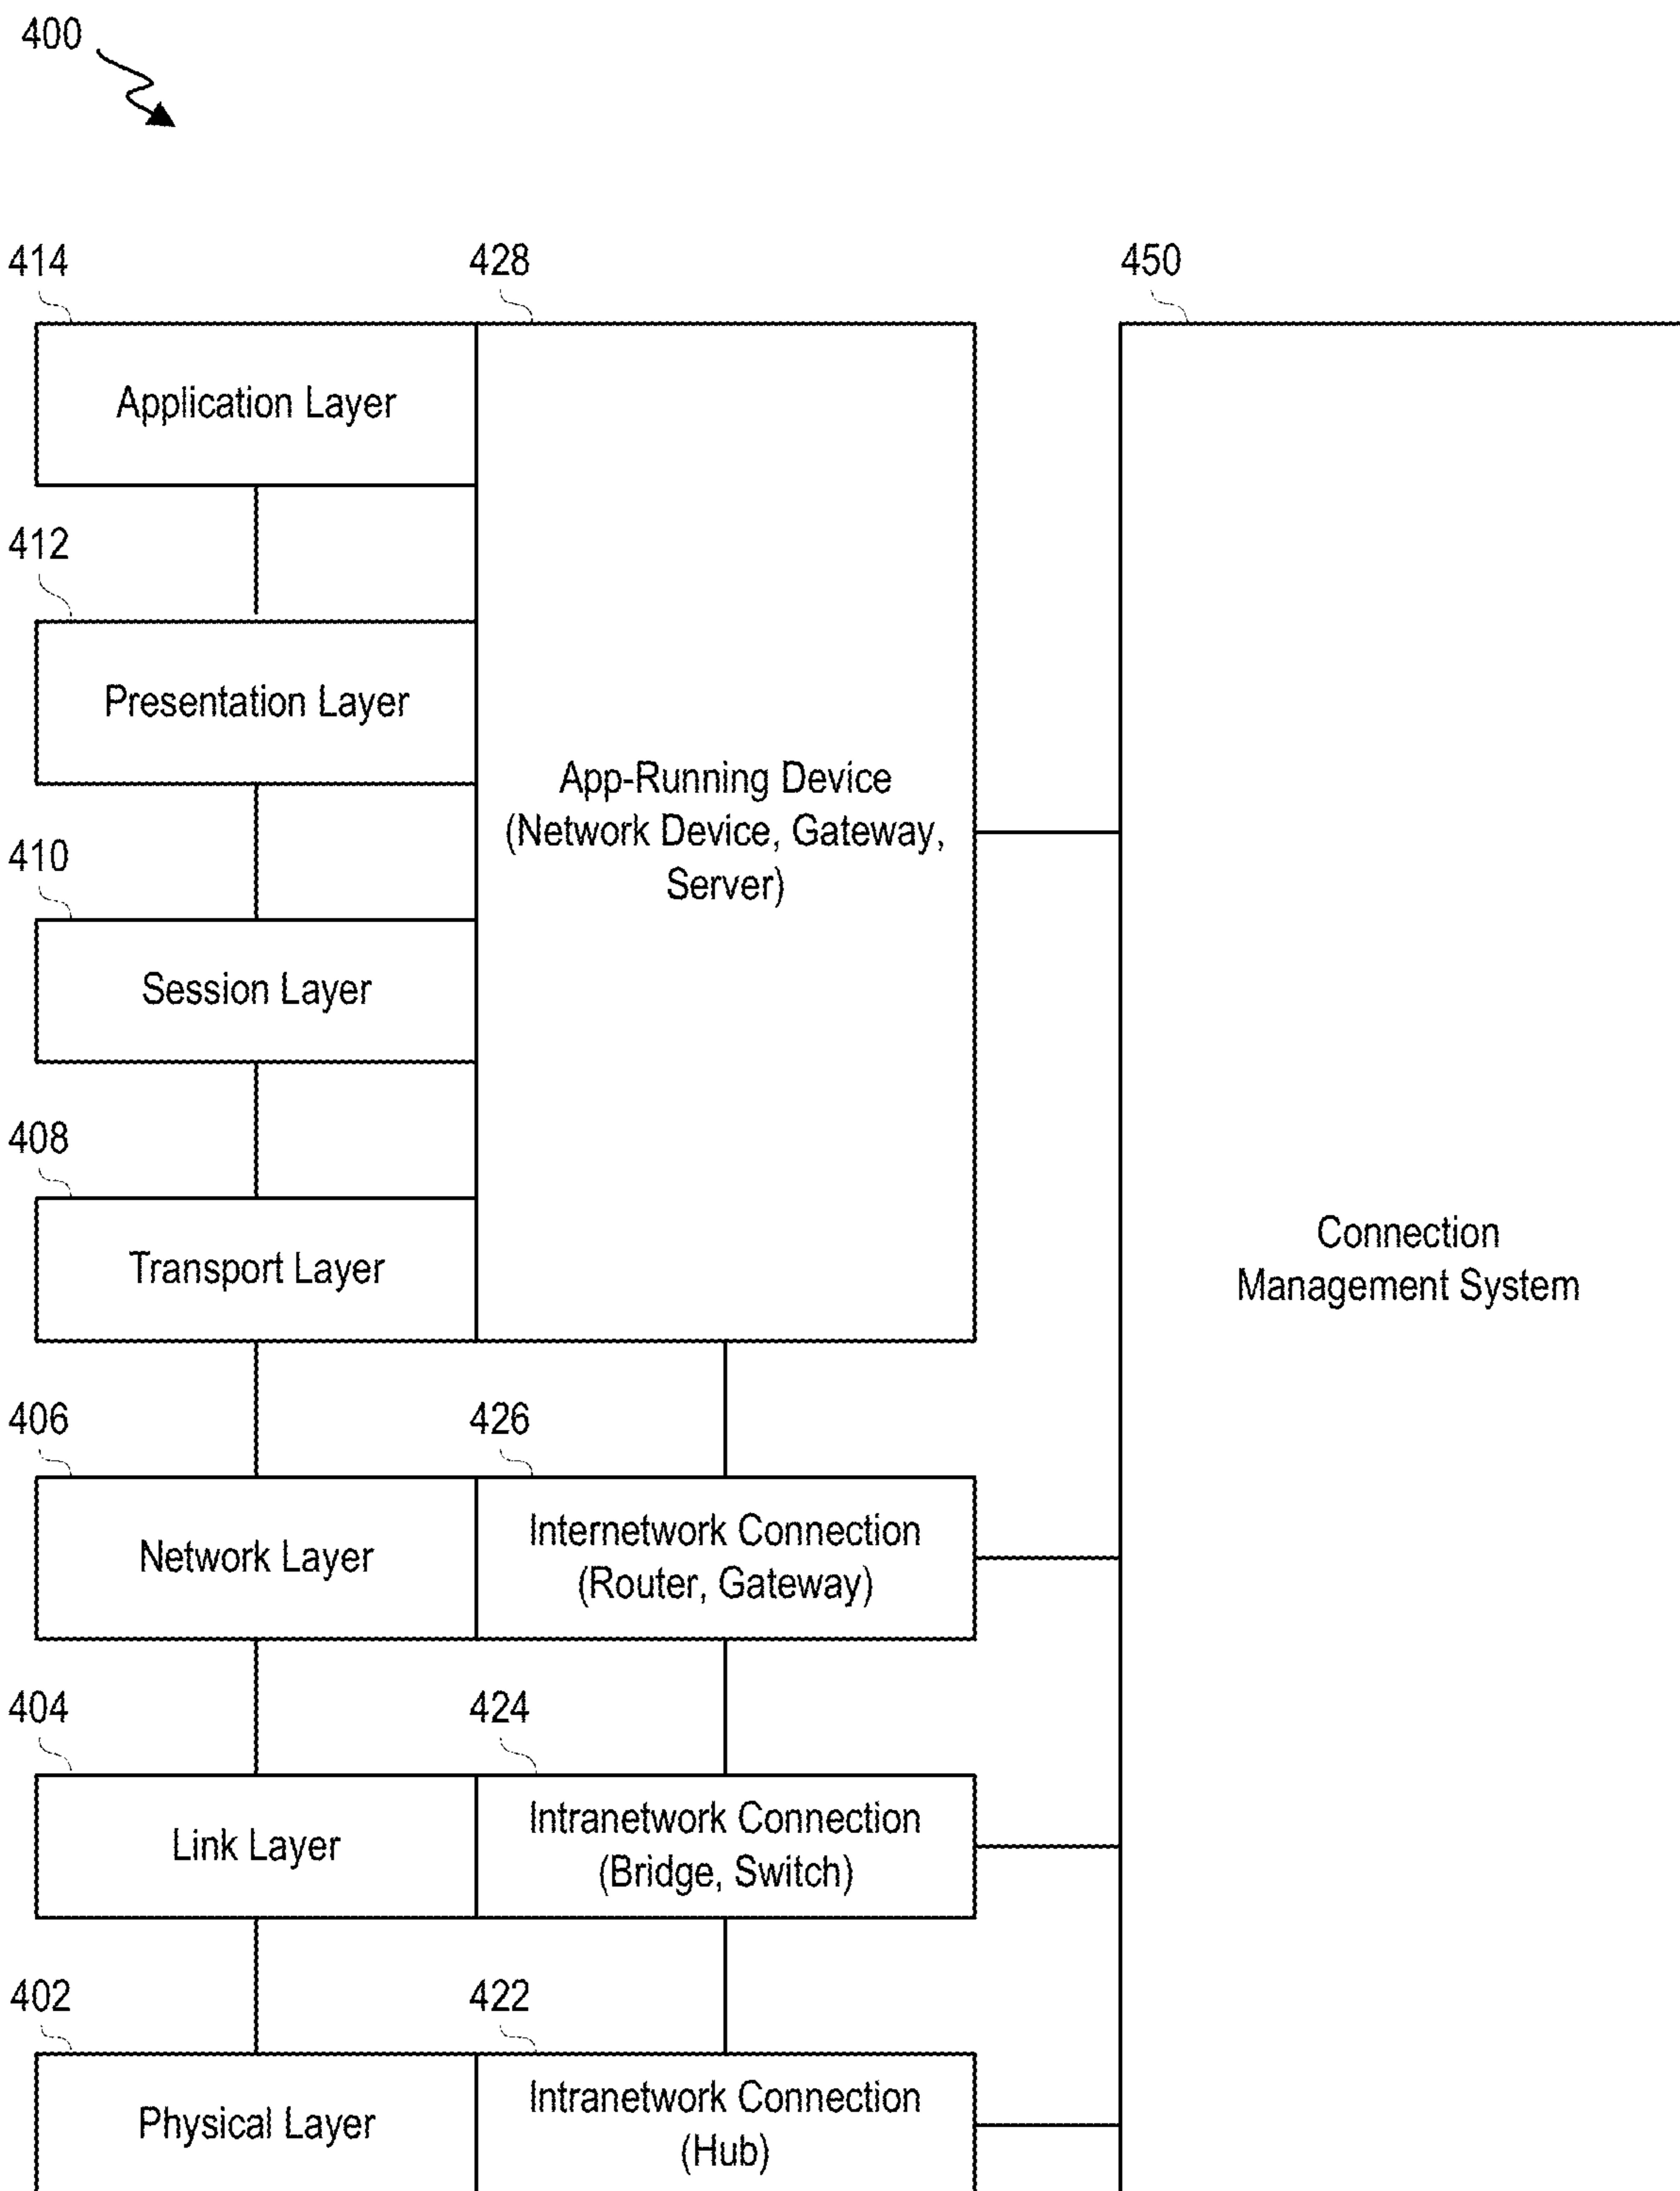 400
414
428
450
Application Layer
412
Presentation Layer
App-Running Device
(Network Device, Gateway,
Server)
410
Session Layer
408
Transport Layer
Connection
Management System
406
426
Network Layer
Internetwork Connection
(Router, Gateway)
404
424
Link Layer
Intranetwork Connection
(Bridge, Switch)
402
422
Physical Layer
Intranetwork Connection
(Hub)